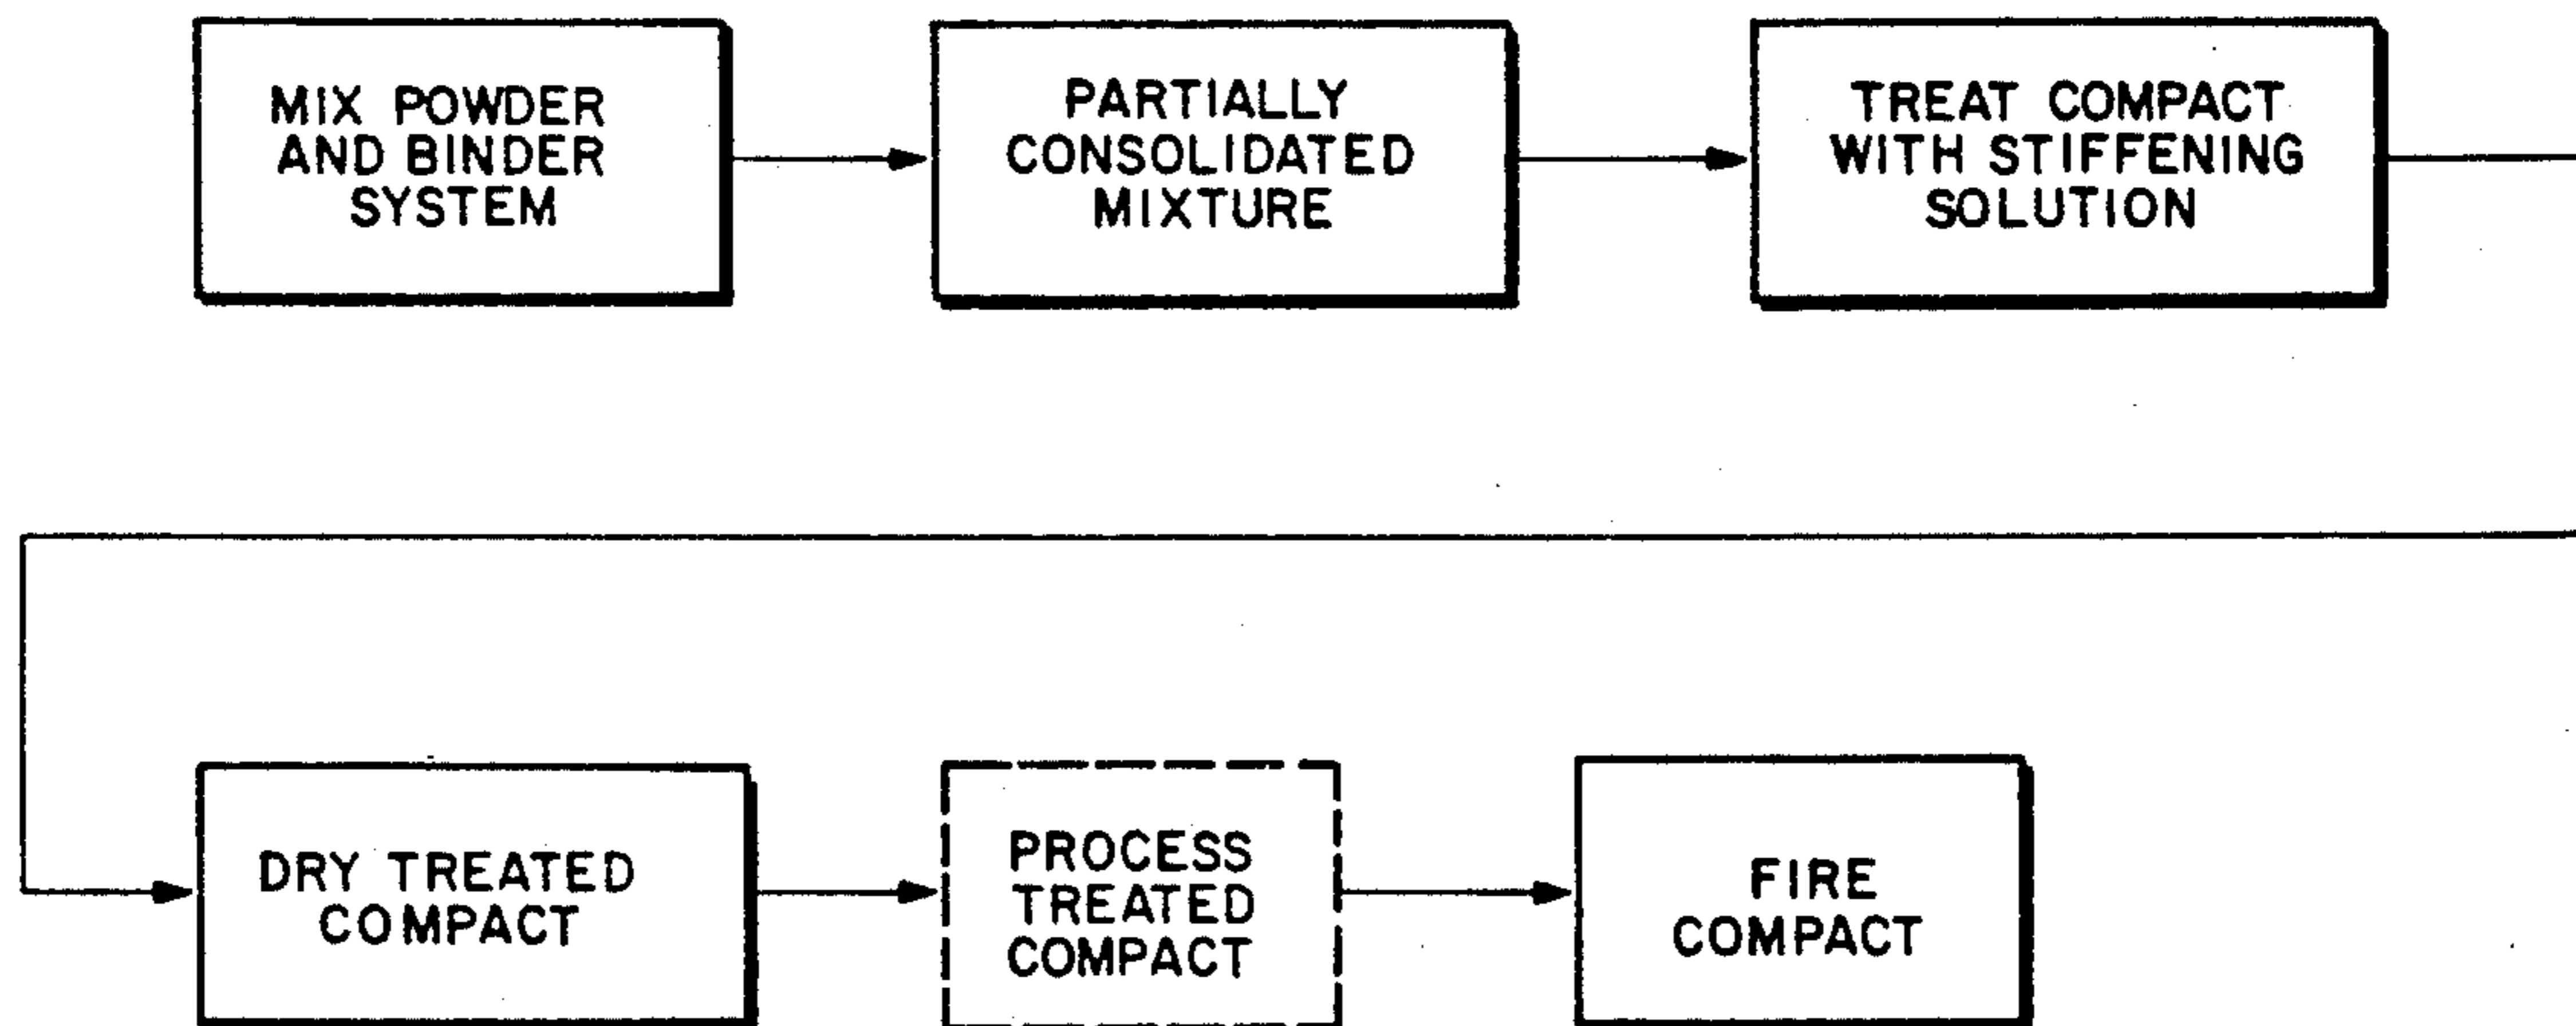 MIX POWDER
AND BINDER
SYSTEM
PARTIALLY
CONSOLIDATED
MIXTURE
TREAT COMPACT
WITH STIFFENING
SOLUTION
DRY TREATED
COMPACT
PROCESS
TREATED
COMPACT
FIRE
COMPACT